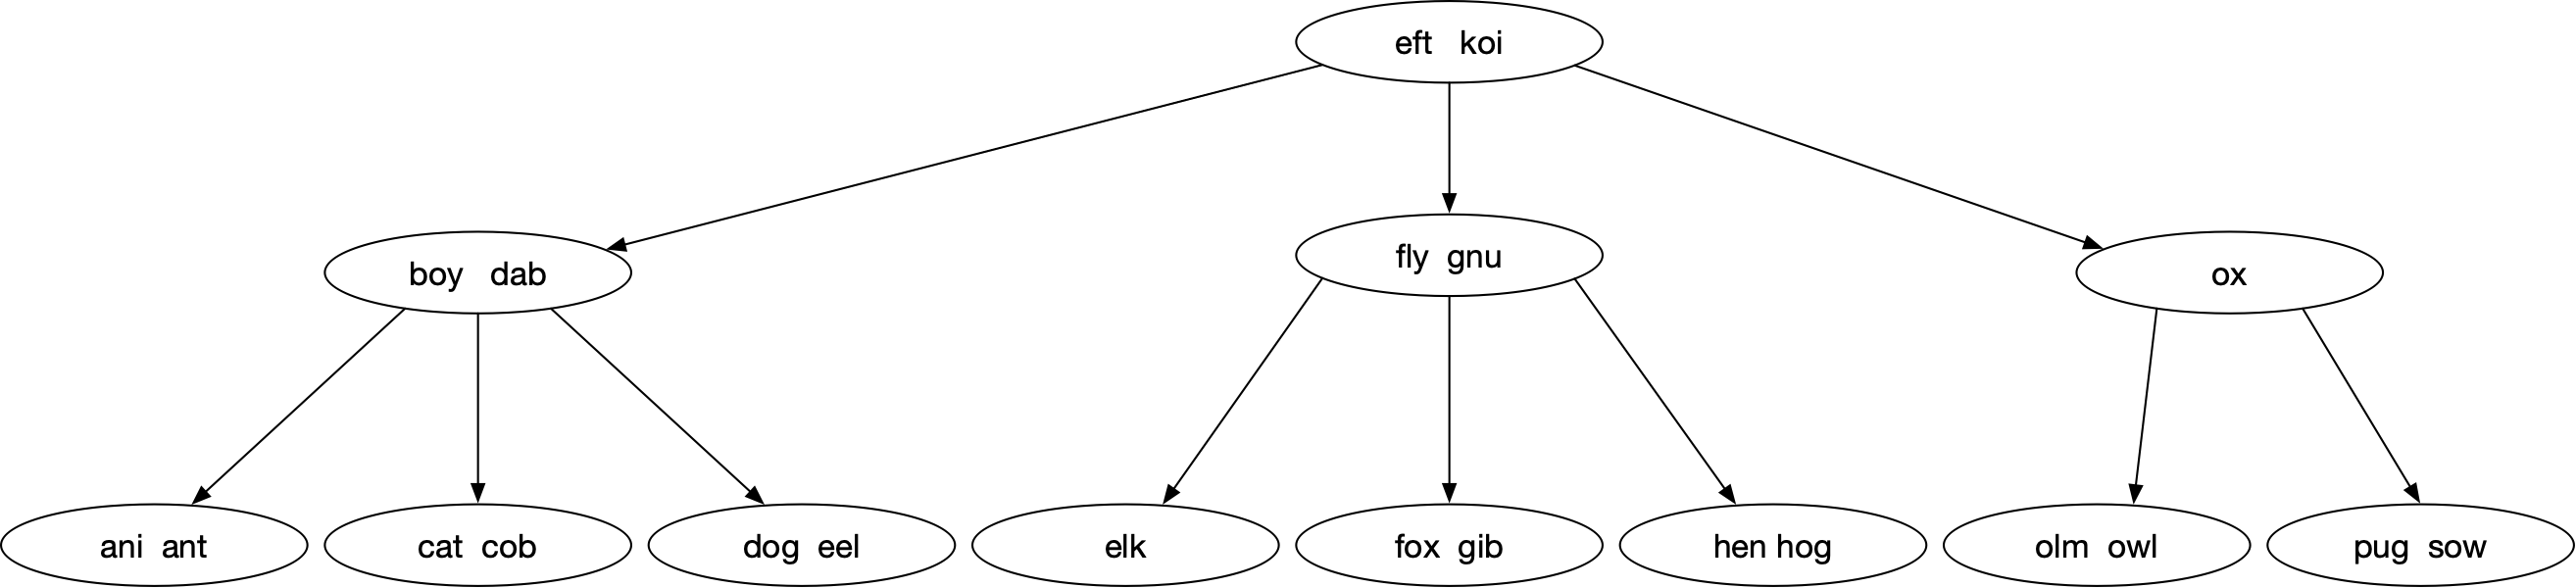 eft koi
boy dab
fly gnu
ox
ani ant
cat cob
dog eel
elk
fox gib
hen hog
olm owl
pug sow